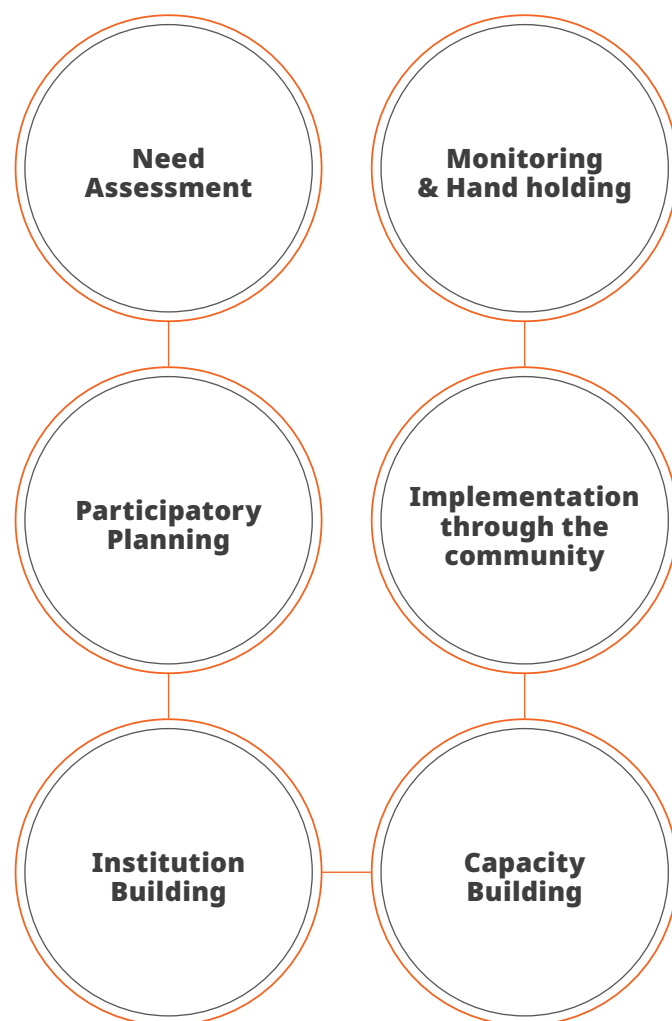 Need
Assessment
Participatory
Planning
Institution
Building
Capacity
Building
Implementation
through the
community
Monitoring
& Hand holding